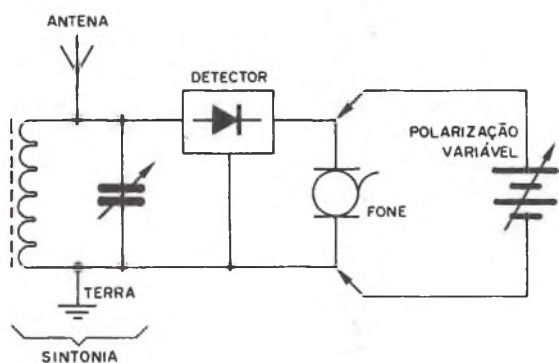 ANTENA
DETECTOR
POLARIZAÇÃO
VARIÁVEL
FONE
TERRA
SINTONIA